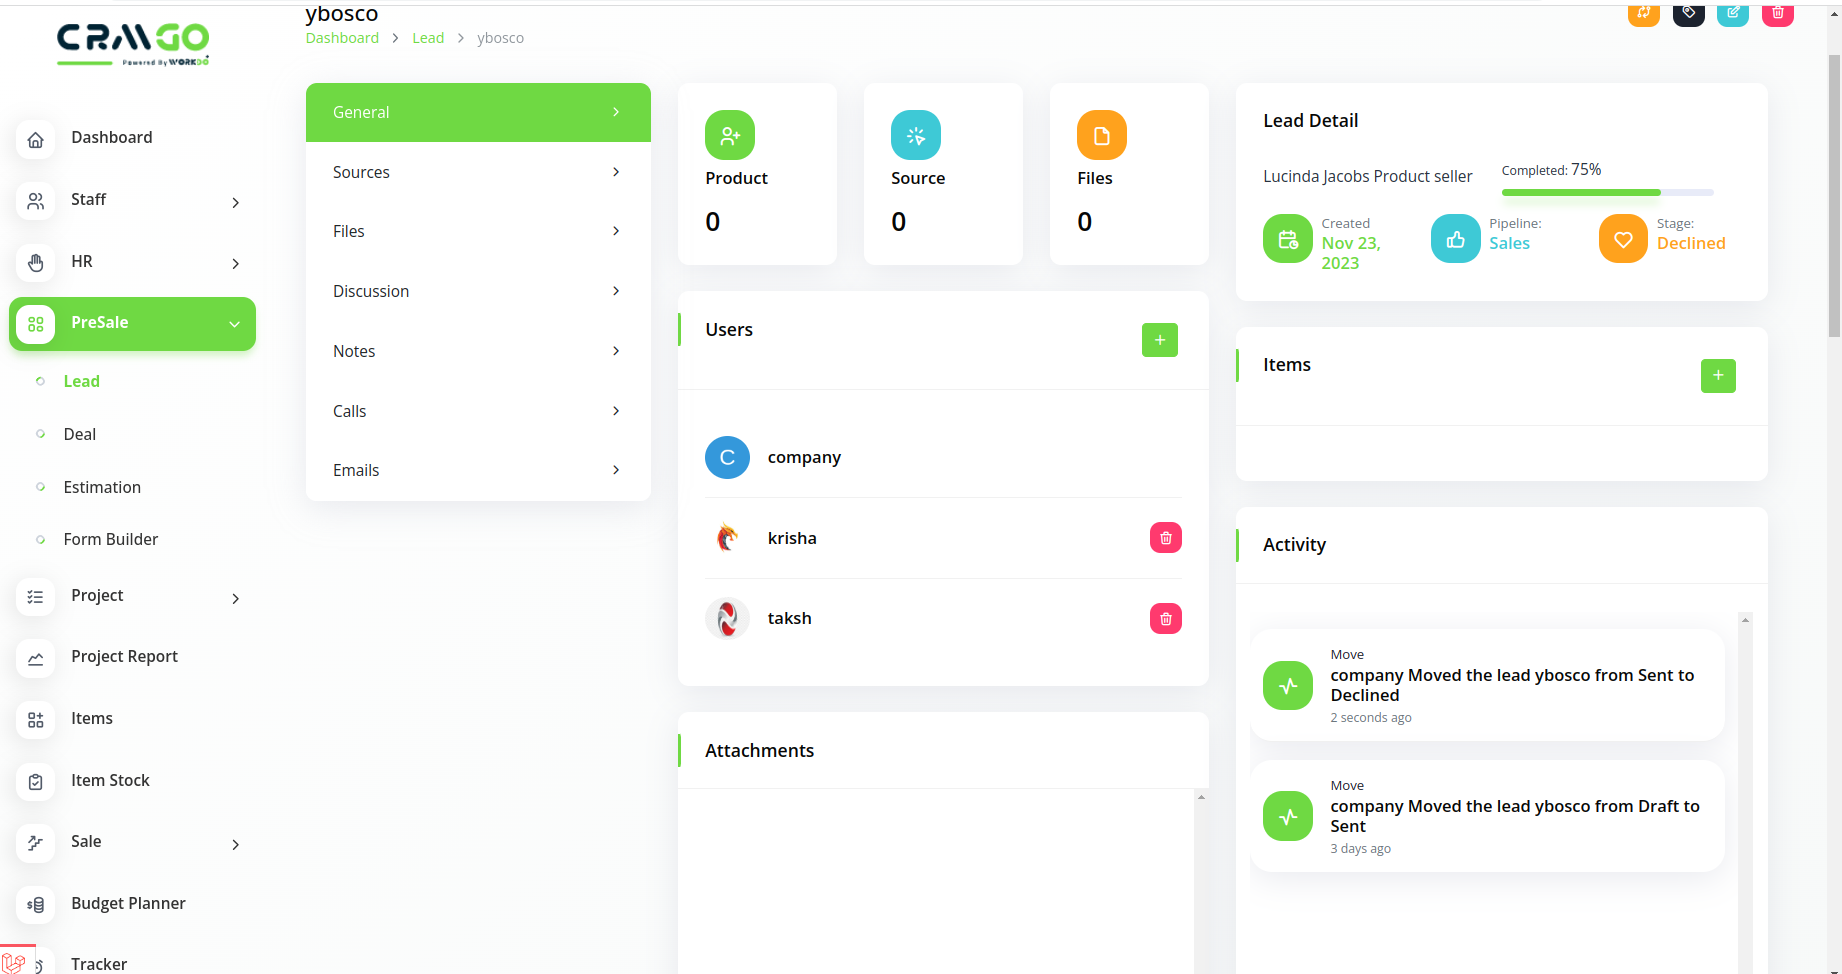 ybosco
Dashboard > Lead > ybosco
CRMGO
Powered By WORKDO
Dashboard
Staff
HR
PreSale
Lead
Deal
Estimation
Form Builder
Project
Project Report
Items
Item Stock
Sale
Budget Planner
Tracker
General
Sources
Files
Discussion
Notes
Calls
Emails
Product
0
Source
0
Files
0
Users
+
C company
krisha
taksh
Attachments
Lead Detail
Lucinda Jacobs Product seller
Completed: 75%
Created
Nov 23,
2023
Pipeline:
Sales
Stage:
Declined
Items
+
Activity
Move
company Moved the lead ybosco from Sent to
Declined
2 seconds ago
Move
company Moved the lead ybosco from Draft to
Sent
3 days ago